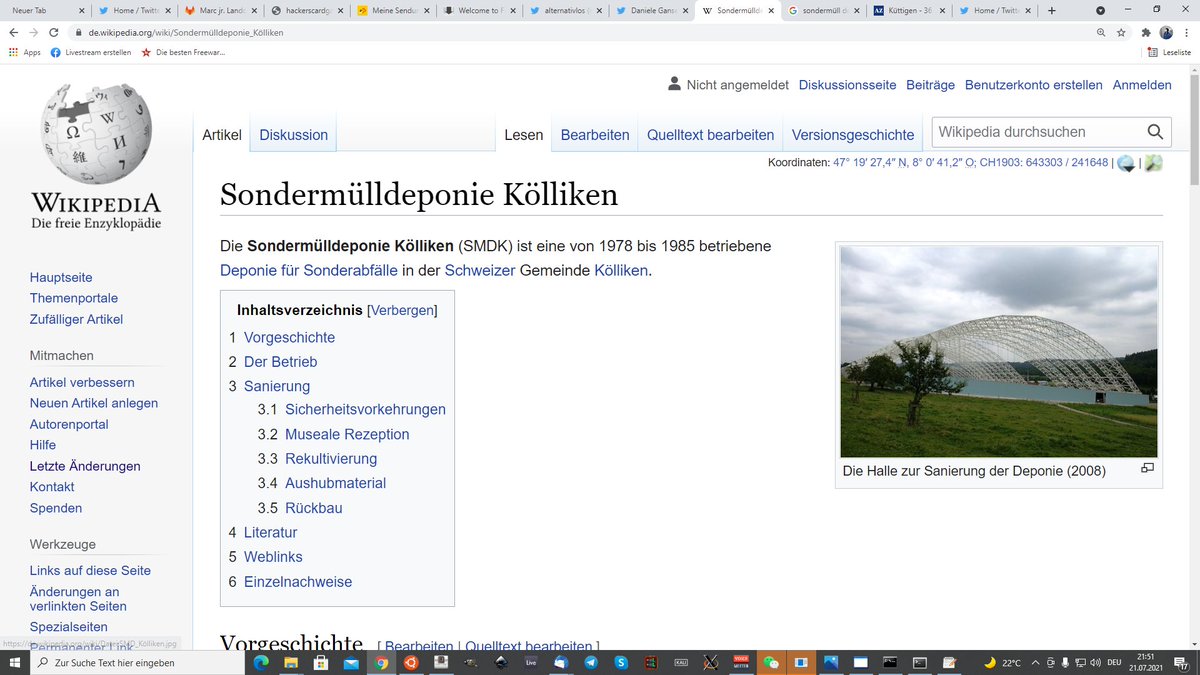 Neuer Tab
Home / Twitte
Marc jr. Land
hackerscardga
Meine Sendu
Welcome to F
alternativlos (
Daniele Ganse
Sondermülld
sondermüll de
Küttigen - 36
Home / Twitte
de.wikipedia.org/wiki/Sondermülldeponie_Kölliken
Apps
Livestream erstellen
Die besten Freewar...
Leseliste
Nicht angemeldet Diskussionsseite Beiträge Benutzerkonto erstellen Anmelden
Artikel Diskussion Lesen Bearbeiten Quelltext bearbeiten Versionsgeschichte Wikipedia durchsuchen
WIKIPEDIA
Die freie Enzyklopädie
Koordinaten: 47° 19′ 27,4″ N, 8° 0′ 41,2″ O; CH1903: 643303 / 241648 |
Sondermülldeponie Kölliken
Die Sondermülldeponie Kölliken (SMDK) ist eine von 1978 bis 1985 betriebene
Deponie für Sonderabfälle in der Schweizer Gemeinde Kölliken.
Inhaltsverzeichnis [Verbergen]
1 Vorgeschichte
2 Der Betrieb
3 Sanierung
3.1 Sicherheitsvorkehrungen
3.2 Museale Rezeption
3.3 Rekultivierung
3.4 Aushubmaterial
3.5 Rückbau
4 Literatur
5 Weblinks
6 Einzelnachweise
Die Halle zur Sanierung der Deponie (2008)
Vorgeschichte [ Bearbeiten | Quelltext bearbeiten ]
Hauptseite
Themenportale
Zufälliger Artikel
Mitmachen
Artikel verbessern
Neuen Artikel anlegen
Autorenportal
Hilfe
Letzte Änderungen
Kontakt
Spenden
Werkzeuge
Links auf diese Seite
Änderungen an
verlinkten Seiten
Spezialseiten
Permanenter Link
Zur Suche Text hier eingeben
Live
KALI
22°C
DEU
21:51
21.07.2021
17